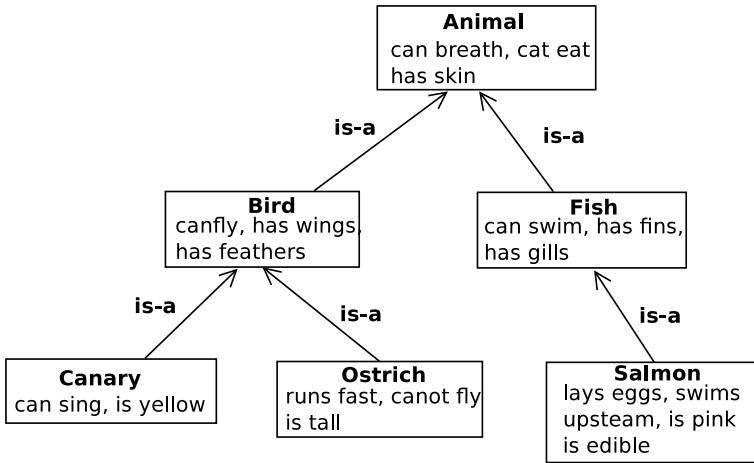 Animal
can breath, cat eat
has skin
is-a
is-a
Bird
canfly, has wings,
has feathers
Fish
can swim, has fins,
has gills
is-a
is-a
is-a
Canary
can sing, is yellow
Ostrich
runs fast, canot fly
is tall
Salmon
lays eggs, swims
upsteam, is pink
is edible